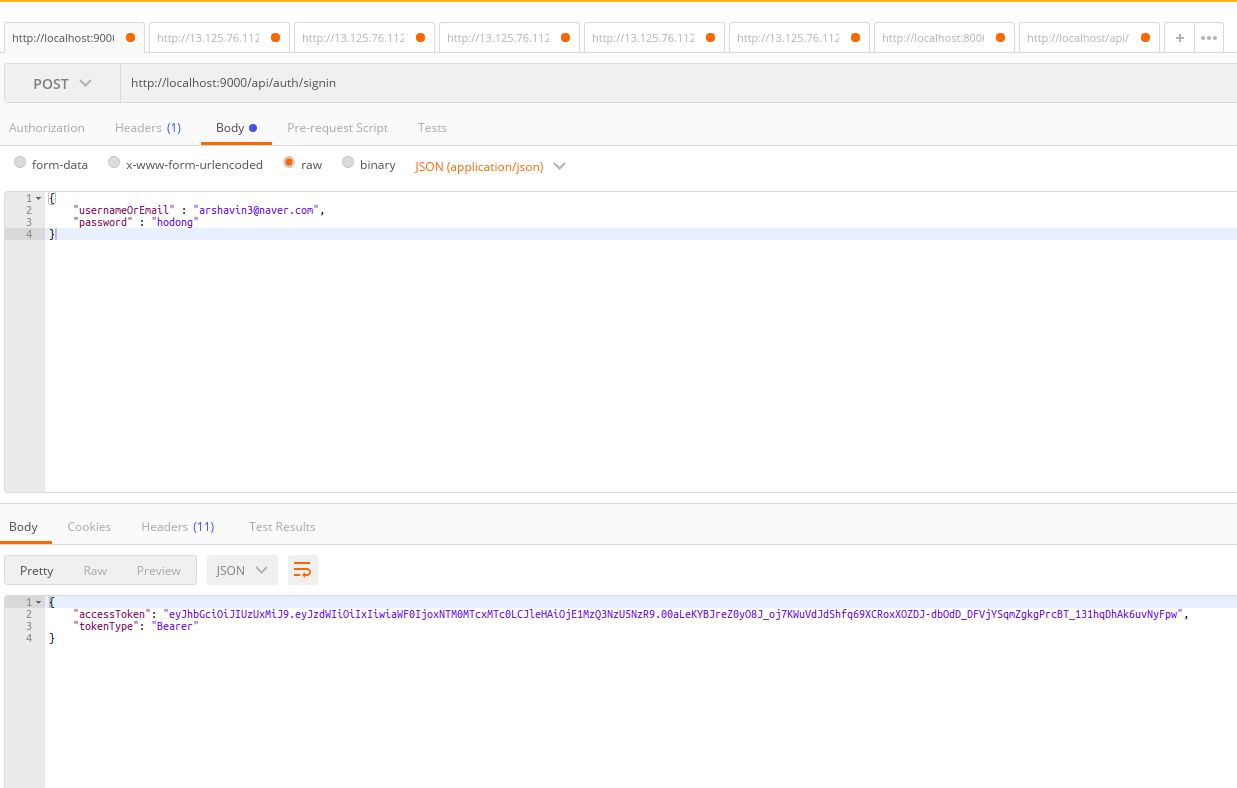 http://localhost:900 http://13.125.76.112 http://13.125.76.112 http://13.125.76.112 http://13.125.76.112 http://13.125.76.112 http://localhost:800 http://localhost/api/ + •••
POST http://localhost:9000/api/auth/signin
Authorization Headers (1) Body Pre-request Script Tests
form-data x-www-form-urlencoded raw binary JSON (application/json)
1 {
2 "usernameOrEmail" : "arshavin3@naver.com",
3 "password" : "hodong"
4 }
Body Cookies Headers (11) Test Results
Pretty Raw Preview JSON
1 {
2 "accessToken": "eyJhbGciOiJIUzUxMiJ9.eyJzdWIiOiIxIiwiaWF0IjoxNTM0MTcxMTc0LCJleHAiOjE1MzQ3NzU5NzR9.00aLeKYBJreZ0yO8J_oj7KWuVdJdShfq69XCRoxXOZDJ-dbOdD_DFVjYSqmZgkgPrcBT_131hqDhAk6uvNyFpw",
3 "tokenType": "Bearer"
4 }